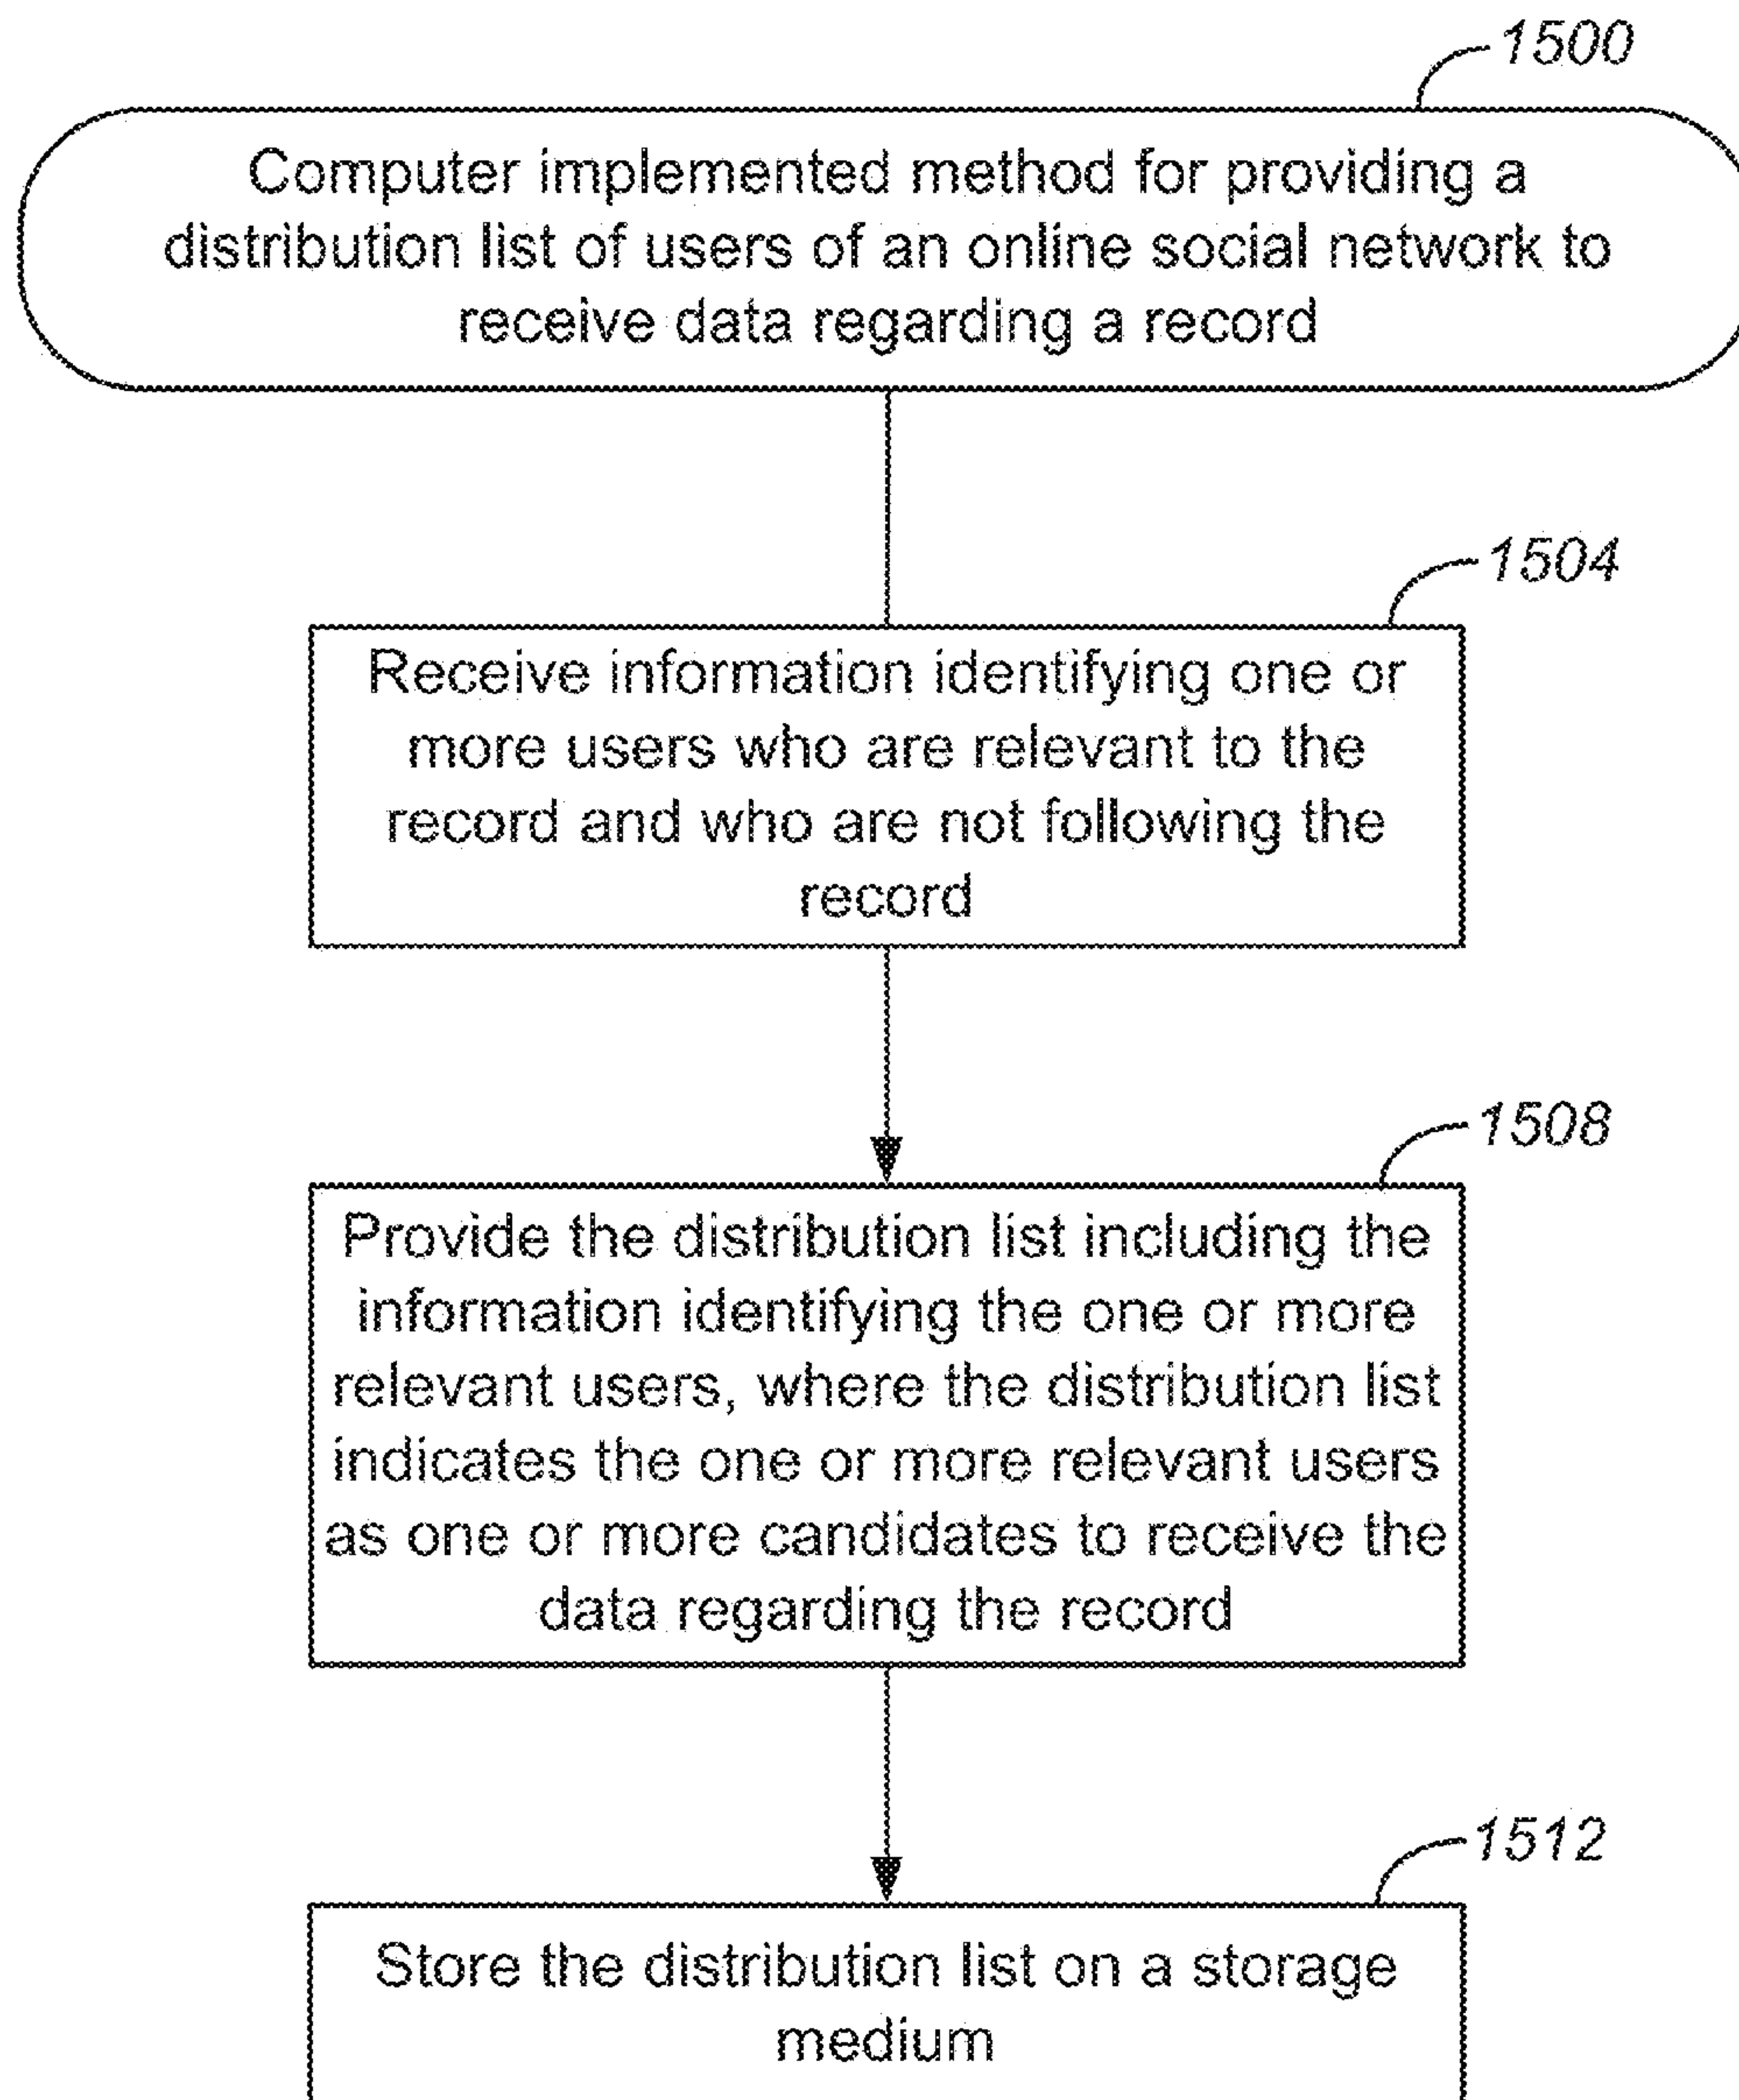 1500
Computer implemented method for providing a
distribution list of users of an online social network to
receive data regarding a record
1504
Receive information identifying one or
more users who are relevant to the
record and who are not following the
record
1508
Provide the distribution list including the
information identifying the one or more
relevant users, where the distribution list
indicates the one or more relevant users
as one or more candidates to receive the
data regarding the record
1512
Store the distribution list on a storage
medium